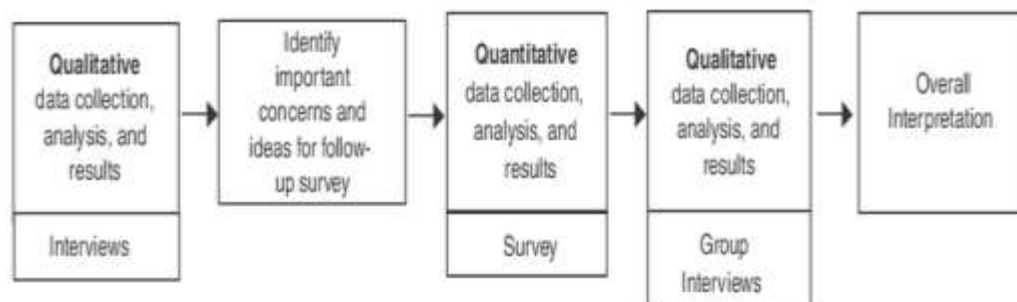 Qualitative
data collection,
analysis, and
results
Interviews
Identify
important
concerns and
ideas for follow-
up survey
Quantitative
data collection,
analysis, and
results
Survey
Qualitative
data collection,
analysis, and
results
Group
Interviews
Overall
Interpretation